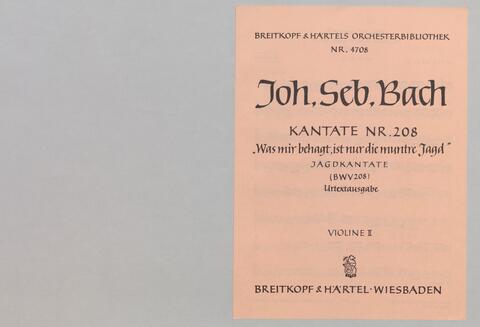 BREITKOPF & HÄRTELS ORCHESTERBIBLIOTHEK
NR. 4708
Joh. Seb. Bach
KANTATE NR. 208
„Was mir behagt, ist nur die muntre Jagd"
JAGDKANTATE
(BWV 208)
Urtextausgabe
VIOLINE II
BREITKOPF & HÄRTEL · WIESBADEN